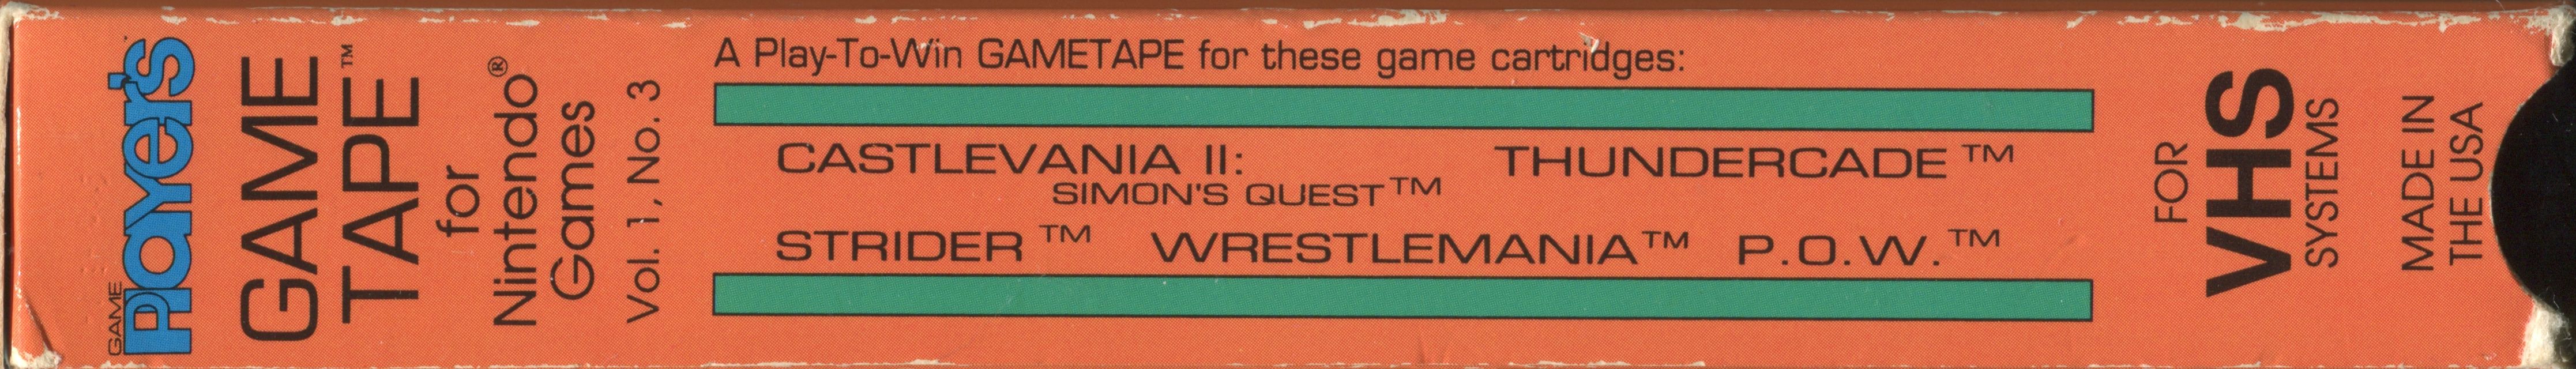 GAME
PLAYer's
GAME
TAPE™
for
Nintendo®
Games
Vol. 1, No. 3
A Play-To-Win GAMETAPE for these game cartridges:
CASTLEVANIA II:
SIMON'S QUEST™
THUNDERCADE™
STRIDER™ WRESTLEMANIA™ P.O.W.™
FOR
VHS
SYSTEMS
MADE IN
THE USA